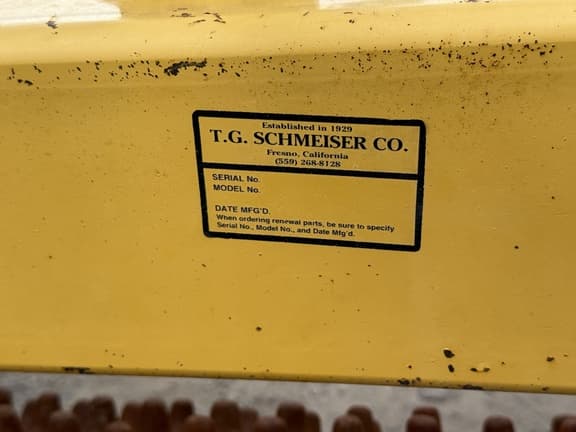 Established in 1929
T.G. SCHMEISER CO.
Fresno, California
(559) 268-8128
SERIAL No.
MODEL No.
DATE MFG'D.
When ordering renewal parts, be sure to specify
Serial No., Model No., and Date Mfg'd.